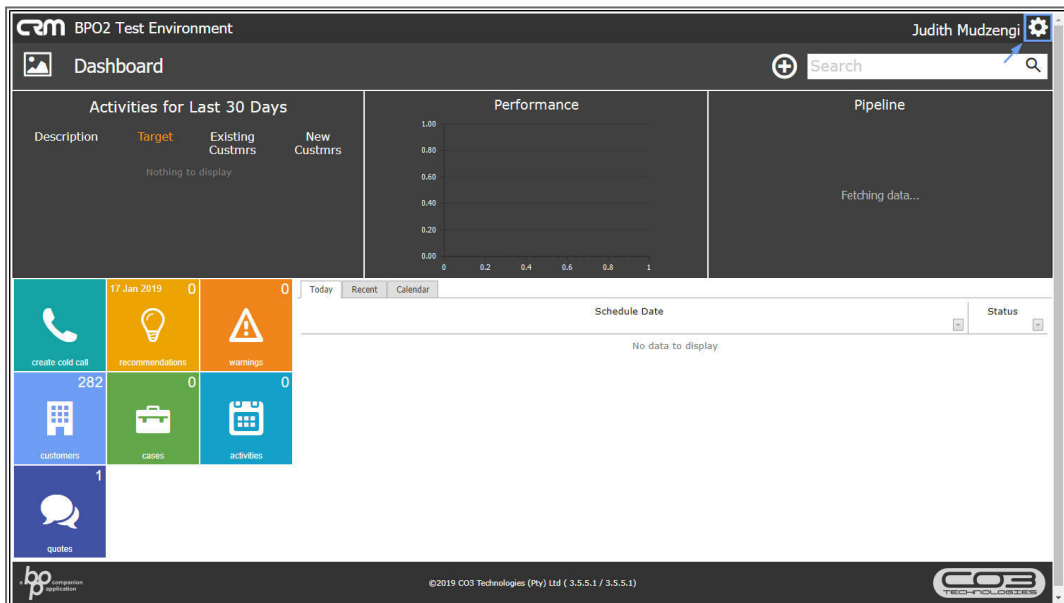 CRM BPO2 Test Environment
Judith Mudzengi
Dashboard
Search
Activities for Last 30 Days
Description Target Existing Custmrs New Custmrs
Nothing to display
Performance
1.00
0.80
0.60
0.40
0.20
0.00
0 0.2 0.4 0.6 0.8 1
Pipeline
Fetching data...
create cold call
17 Jan 2019 0
recommendations
0
warnings
282
customers
0
cases
0
activities
1
quotes
Today Recent Calendar
Schedule Date Status
No data to display
a bpo companion application
©2019 CO3 Technologies (Pty) Ltd ( 3.5.5.1 / 3.5.5.1)
CO3
TECHNOLOGIES